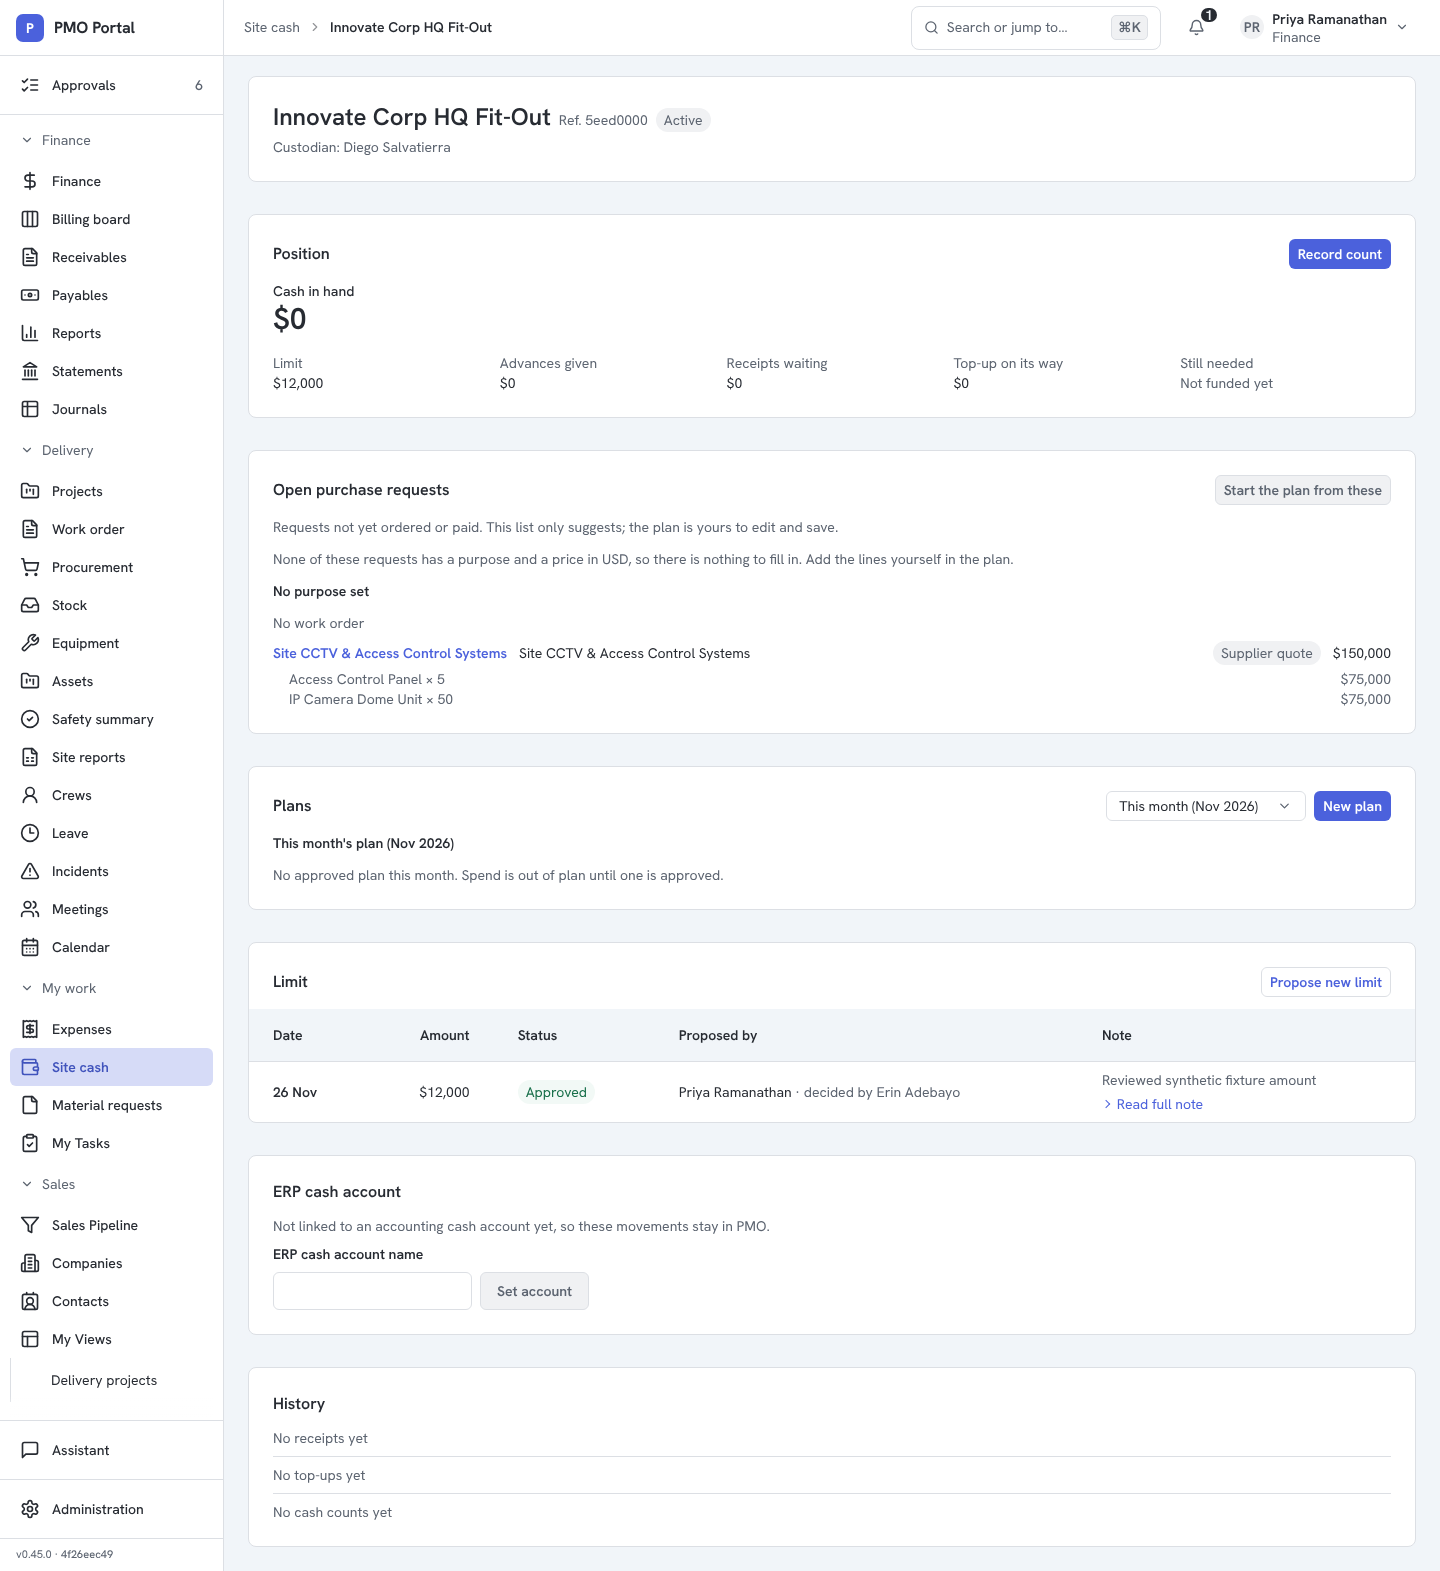 P PMO Portal
Site cash > Innovate Corp HQ Fit-Out
Search or jump to... ⌘K
1
PR Priya Ramanathan
Finance
Approvals 6
Finance
Finance
Billing board
Receivables
Payables
Reports
Statements
Journals
Delivery
Projects
Work order
Procurement
Stock
Equipment
Assets
Safety summary
Site reports
Crews
Leave
Incidents
Meetings
Calendar
My work
Expenses
Site cash
Material requests
My Tasks
Sales
Sales Pipeline
Companies
Contacts
My Views
Delivery projects
Assistant
Administration
v0.45.0 · 4f26eec49
Innovate Corp HQ Fit-Out Ref. 5eed0000 Active
Custodian: Diego Salvatierra
Position Record count
Cash in hand
$0
Limit Advances given Receipts waiting Top-up on its way Still needed
$12,000 $0 $0 $0 Not funded yet
Open purchase requests Start the plan from these
Requests not yet ordered or paid. This list only suggests; the plan is yours to edit and save.
None of these requests has a purpose and a price in USD, so there is nothing to fill in. Add the lines yourself in the plan.
No purpose set
No work order
Site CCTV & Access Control Systems Site CCTV & Access Control Systems Supplier quote $150,000
Access Control Panel × 5 $75,000
IP Camera Dome Unit × 50 $75,000
Plans This month (Nov 2026) New plan
This month's plan (Nov 2026)
No approved plan this month. Spend is out of plan until one is approved.
Limit Propose new limit
Date Amount Status Proposed by Note
26 Nov $12,000 Approved Priya Ramanathan · decided by Erin Adebayo Reviewed synthetic fixture amount
> Read full note
ERP cash account
Not linked to an accounting cash account yet, so these movements stay in PMO.
ERP cash account name
Set account
History
No receipts yet
No top-ups yet
No cash counts yet